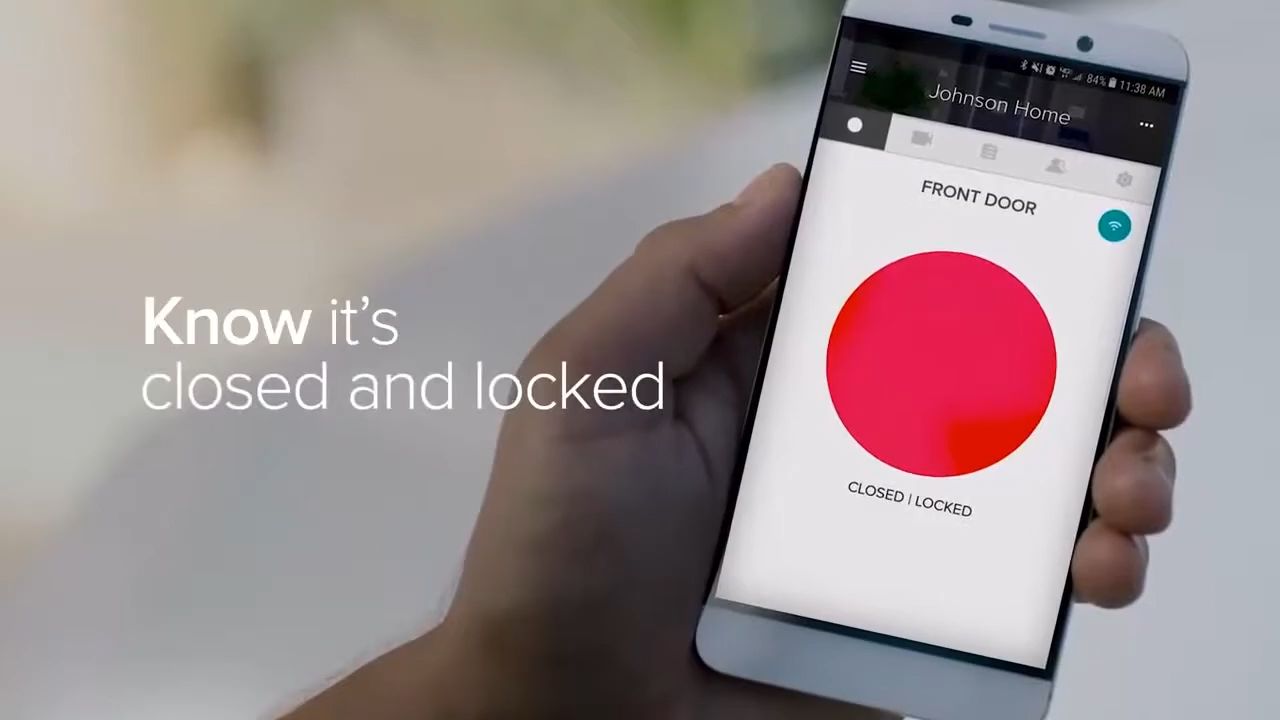 84% 11:38 AM
Johnson Home
FRONT DOOR
Know it's
closed and locked
CLOSED | LOCKED